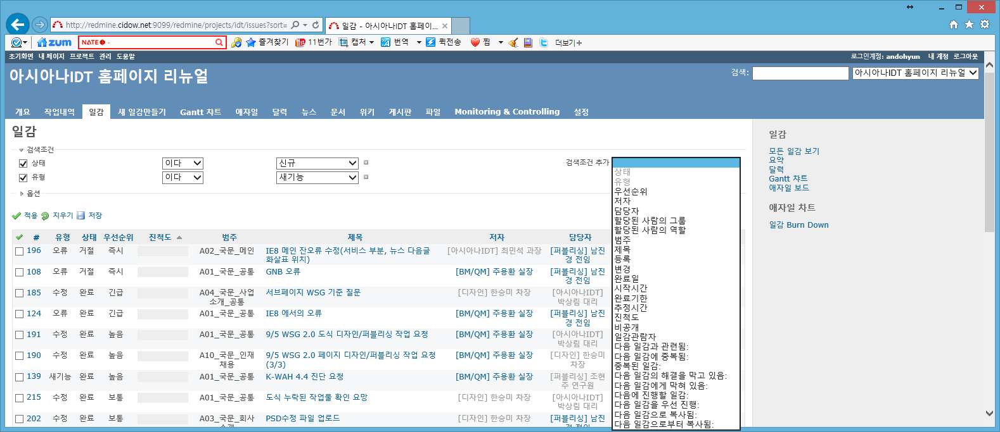 http://redmine.cidow.net:9099/redmine/projects/idt/issues?sort=
일감 - 아시아나IDT 홈페이...
zum
NATE
즐겨찾기 11번가 캡처 번역 퀵전송 찜 더보기+
초기화면 내 페이지 프로젝트 관리 도움말
로그인계정: andohyun 내 계정 로그아웃
아시아나IDT 홈페이지 리뉴얼
검색:
아시아나IDT 홈페이지 리뉴얼
개요 작업내역 일감 새 일감만들기 Gantt 챠트 애자일 달력 뉴스 문서 위키 게시판 파일 Monitoring & Controlling 설정
일감
검색조건
상태 이다 신규
유형 이다 새기능
검색조건 추가
옵션
적용 지우기 저장
# 유형 상태 우선순위 진척도 범주 제목 저자 담당자
196 오류 거절 즉시 A02_국문_메인 IE8 메인 잔오류 수정(서비스 부분, 뉴스 다음글 [아시아나IDT] 최민석 과장 [퍼블리싱] 남진
화살표 위치) 경 전임
108 오류 거절 즉시 A01_국문_공통 GNB 오류 [BM/QM] 주용환 실장 [퍼블리싱] 남진
경 전임
185 수정 완료 긴급 A04_국문_사업 서브페이지 WSG 기준 질문 [디자인] 한승미 차장 [아시아나IDT]
소개_공통 박상림 대리
124 오류 완료 긴급 A01_국문_공통 IE8 에서의 오류 [BM/QM] 주용환 실장 [퍼블리싱] 남진
경 전임
191 수정 완료 높음 A01_국문_공통 9/5 WSG 2.0 도식 디자인/퍼블리싱 작업 요청 [BM/QM] 주용환 실장 [아시아나IDT]
박상림 대리
190 수정 완료 높음 A10_국문_인재 9/5 WSG 2.0 페이지 디자인/퍼블리싱 작업 요청 [BM/QM] 주용환 실장 [디자인] 한승미
채용 (3/3) 차장
139 새기능 완료 높음 A01_국문_공통 K-WAH 4.4 진단 요청 [BM/QM] 주용환 실장 [퍼블리싱] 조현
주 연구원
215 수정 완료 보통 A01_국문_공통 도식 누락된 작업물 확인 요망 [디자인] 한승미 차장 [아시아나IDT]
박상림 대리
202 수정 완료 보통 A03_국문_회사 PSD수정 파일 업로드 [디자인] 한승미 차장 [퍼블리싱] 남진
상태
유형
우선순위
저자
담당자
할당된 사람의 그룹
할당된 사람의 역할
범주
제목
등록
변경
완료일
시작시간
완료기한
추정시간
진척도
비공개
일감관람자
다음 일감과 관련됨:
다음 일감에 중복됨:
중복된 일감:
다음 일감의 해결을 막고 있음:
다음 일감에게 막혀 있음:
다음에 진행할 일감:
다음 일감을 우선 진행:
다음 일감으로 복사됨:
다음 일감으로부터 복사됨:
일감
모든 일감 보기
요약
달력
Gantt 챠트
애자일 보드
애자일 차트
일감 Burn Down